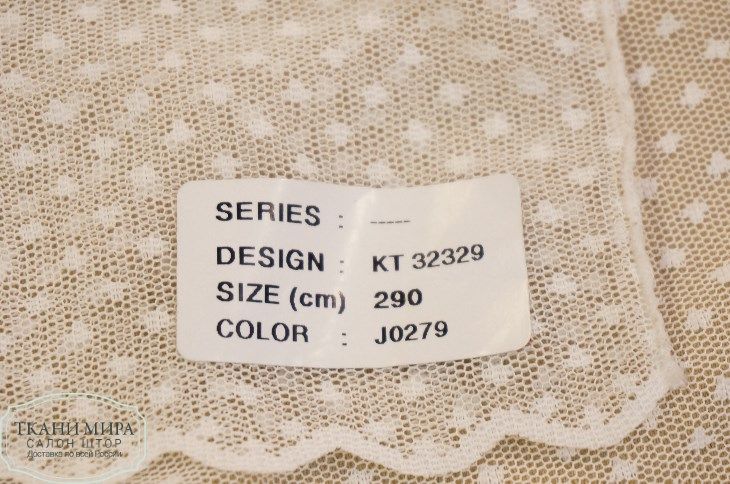 SERIES : -----
DESIGN : KT 32329
SIZE (cm) 290
COLOR : J0279
ТКАНИ МИРА
САЛОН ШТОР
Доставка по всей России